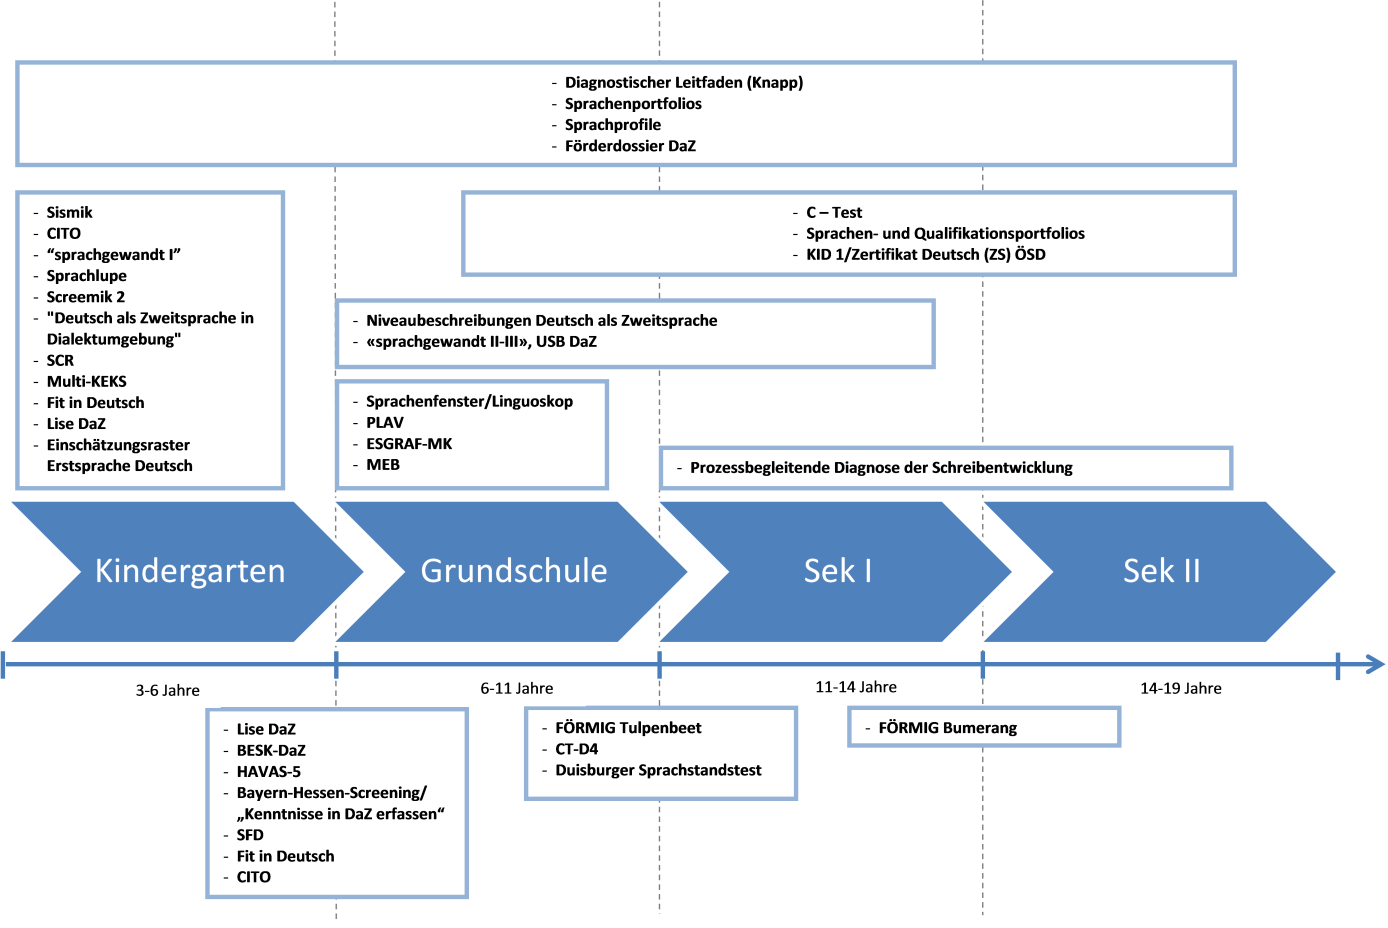 - Diagnostischer Leitfaden (Knapp)
- Sprachenportfolios
- Sprachprofile
- Förderdossier DaZ
- Sismik
- CITO
- “sprachgewandt I”
- Sprachlupe
- Screemik 2
- "Deutsch als Zweitsprache in
Dialektumgebung"
- SCR
- Multi-KEKS
- Fit in Deutsch
- Lise DaZ
- Einschätzungsraster
Erstsprache Deutsch
- C – Test
- Sprachen- und Qualifikationsportfolios
- KID 1/Zertifikat Deutsch (ZS) ÖSD
- Niveaubeschreibungen Deutsch als Zweitsprache
- «sprachgewandt II-III», USB DaZ
- Sprachenfenster/Linguoskop
- PLAV
- ESGRAF-MK
- MEB
- Prozessbegleitende Diagnose der Schreibentwicklung
Kindergarten
Grundschule
Sek I
Sek II
3-6 Jahre
6-11 Jahre
11-14 Jahre
14-19 Jahre
- Lise DaZ
- BESK-DaZ
- HAVAS-5
- Bayern-Hessen-Screening/
„Kenntnisse in DaZ erfassen“
- SFD
- Fit in Deutsch
- CITO
- FÖRMIG Tulpenbeet
- CT-D4
- Duisburger Sprachstandstest
- FÖRMIG Bumerang